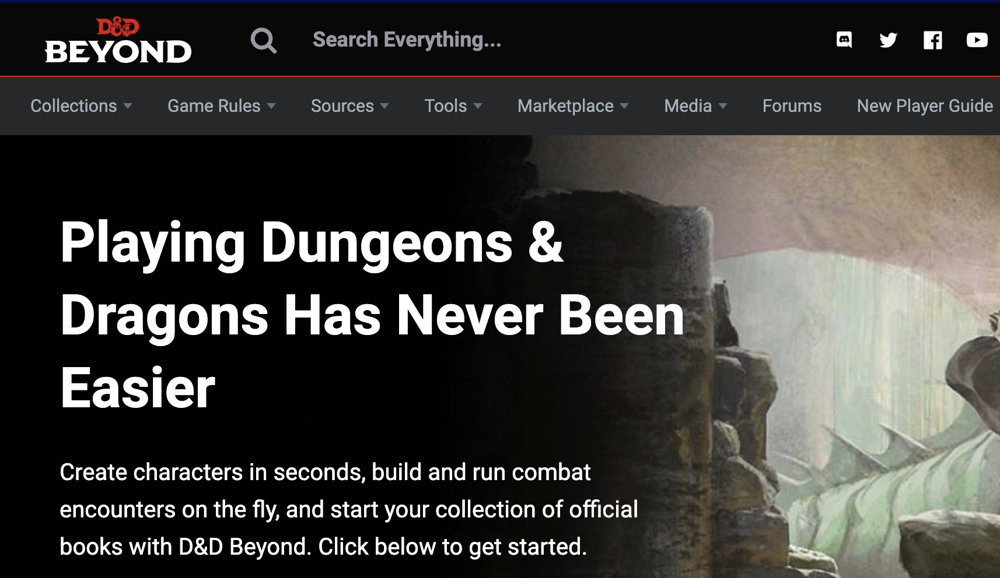 D&D
BEYOND
Search Everything...
Collections
Game Rules
Sources
Tools
Marketplace
Media
Forums
New Player Guide
Playing Dungeons &
Dragons Has Never Been
Easier
Create characters in seconds, build and run combat
encounters on the fly, and start your collection of official
books with D&D Beyond. Click below to get started.